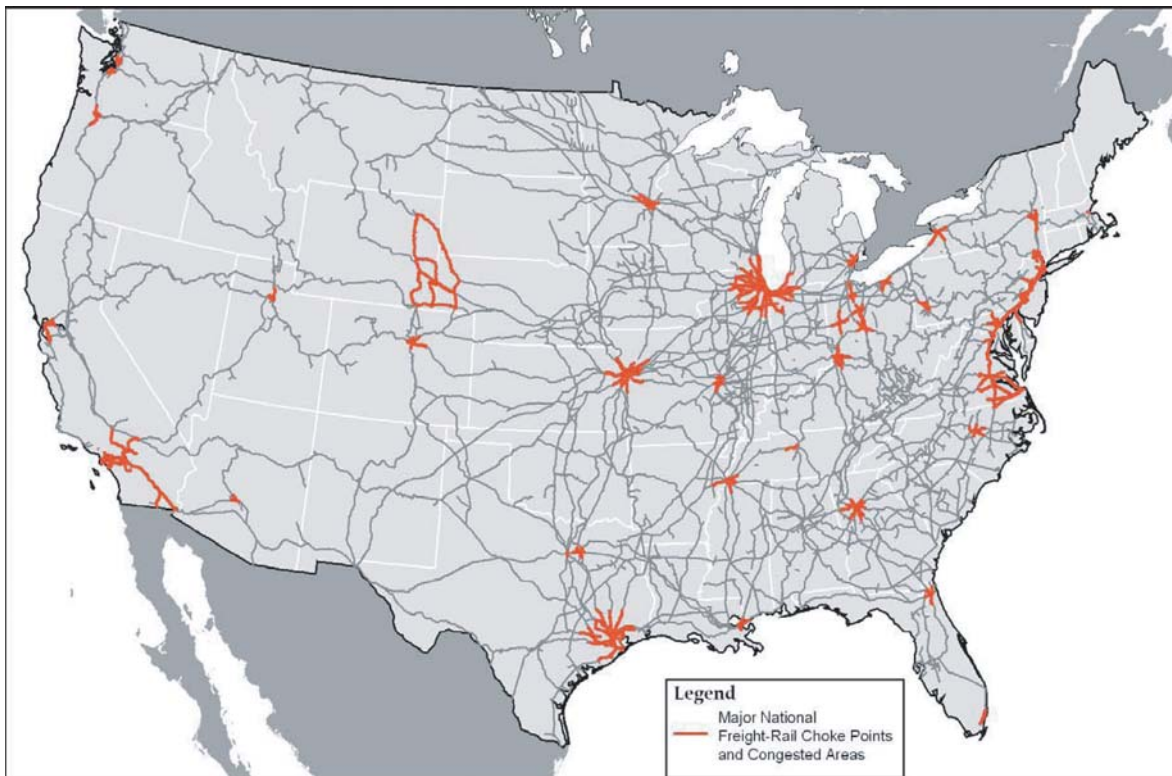 Legend
Major National
Freight-Rail Choke Points
and Congested Areas